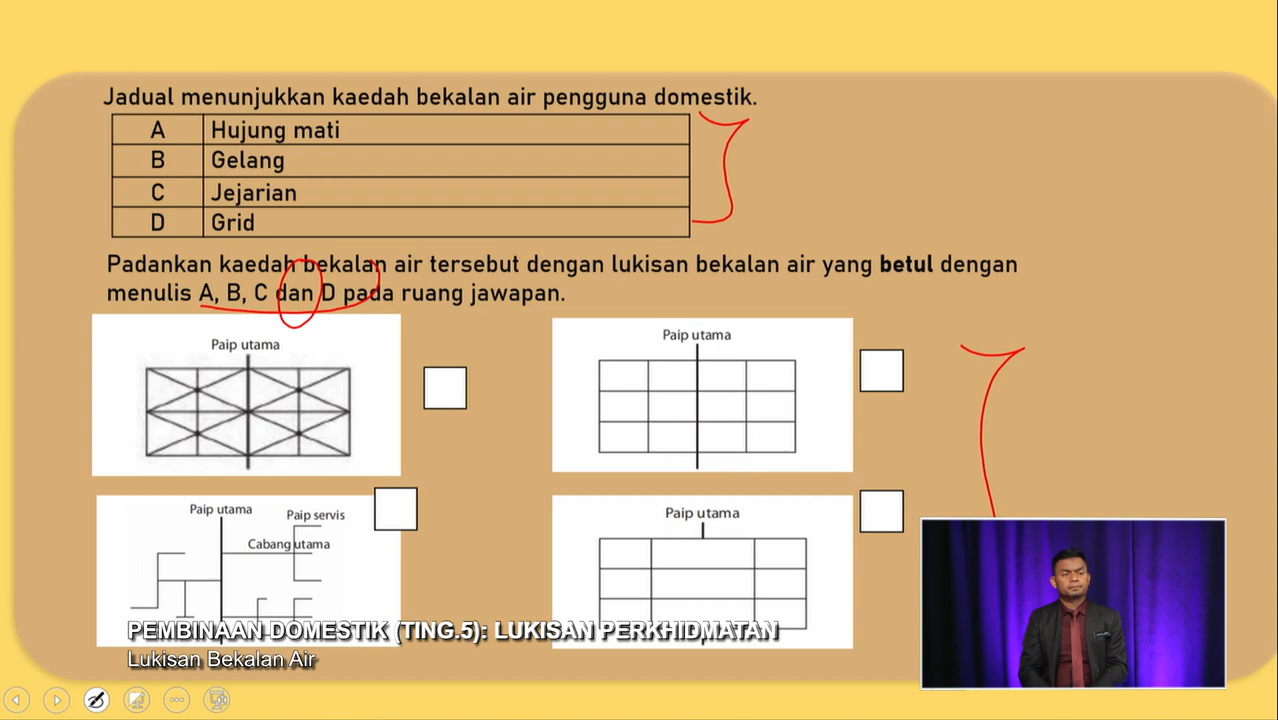 Jadual menunjukkan kaedah bekalan air pengguna domestik.
A Hujung mati
B Gelang
C Jejarian
D Grid
Padankan kaedah bekalan air tersebut dengan lukisan bekalan air yang betul dengan
menulis A, B, C dan D pada ruang jawapan.
Paip utama
Paip utama
Paip utama
Paip servis
Cabang utama
Paip utama
PEMBINAAN DOMESTIK (TING.5): LUKISAN PERKHIDMATAN
Lukisan Bekalan Air